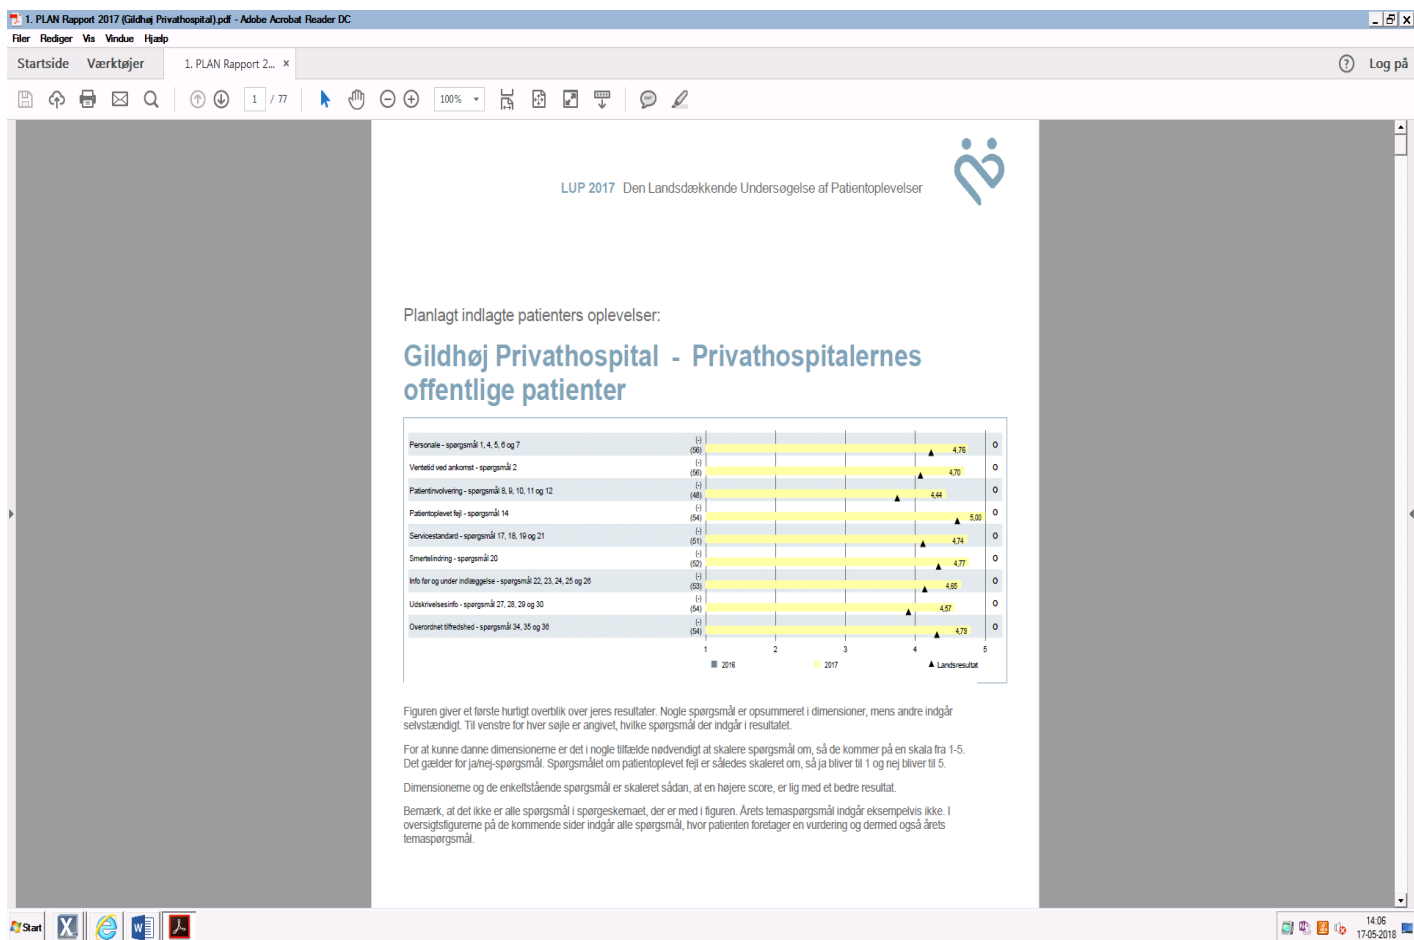 1. PLAN Rapport 2017 (Gildhøj Privathospital).pdf - Adobe Acrobat Reader DC
Filer Rediger Vis Vindue Hjælp
Startside Værktøjer 1. PLAN Rapport 2... × Log på
1 / 77 100%
LUP 2017 Den Landsdækkende Undersøgelse af Patientoplevelser
Planlagt indlagte patienters oplevelser:
Gildhøj Privathospital - Privathospitalernes
offentlige patienter
Personale - spørgsmål 1, 4, 5, 6 og 7 (-) (56) 4,76 O
Ventetid ved ankomst - spørgsmål 2 (-) (56) 4,70 O
Patientinvolvering - spørgsmål 8, 9, 10, 11 og 12 (-) (48) 4,44 O
Patientoplevet fejl - spørgsmål 14 (-) (54) 5,00 O
Servicestandard - spørgsmål 17, 18, 19 og 21 (-) (51) 4,74 O
Smertelindring - spørgsmål 20 (-) (52) 4,77 O
Info før og under indlæggelse - spørgsmål 22, 23, 24, 25 og 26 (-) (53) 4,65 O
Udskrivelsesinfo - spørgsmål 27, 28, 29 og 30 (-) (54) 4,57 O
Overordnet tilfredshed - spørgsmål 34, 35 og 36 (-) (54) 4,79 O
1 2 3 4 5
2016 2017 Landsresultat
Figuren giver et første hurtigt overblik over jeres resultater. Nogle spørgsmål er opsummeret i dimensioner, mens andre indgår
selvstændigt. Til venstre for hver søjle er angivet, hvilke spørgsmål der indgår i resultatet.
For at kunne danne dimensionerne er det i nogle tilfælde nødvendigt at skalere spørgsmål om, så de kommer på en skala fra 1-5.
Det gælder for ja/nej-spørgsmål. Spørgsmålet om patientoplevet fejl er således skaleret om, så ja bliver til 1 og nej bliver til 5.
Dimensionerne og de enkeltstående spørgsmål er skaleret sådan, at en højere score, er lig med et bedre resultat.
Bemærk, at det ikke er alle spørgsmål i spørgeskemaet, der er med i figuren. Årets temaspørgsmål indgår eksempelvis ikke. I
oversigtsfigurerne på de kommende sider indgår alle spørgsmål, hvor patienten foretager en vurdering og dermed også årets
temaspørgsmål.
Start
14:06
17-05-2018